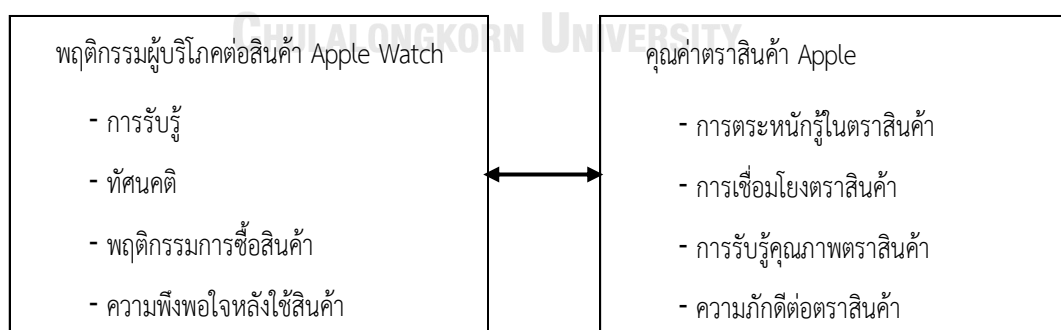 CHULALONGKORN UNIVERSITY
พฤติกรรมผู้บริโภคต่อสินค้า Apple Watch
- การรับรู้
- ทัศนคติ
- พฤติกรรมการซื้อสินค้า
- ความพึงพอใจหลังใช้สินค้า
คุณค่าตราสินค้า Apple
- การตระหนักรู้ในตราสินค้า
- การเชื่อมโยงตราสินค้า
- การรับรู้คุณภาพตราสินค้า
- ความภักดีต่อตราสินค้า